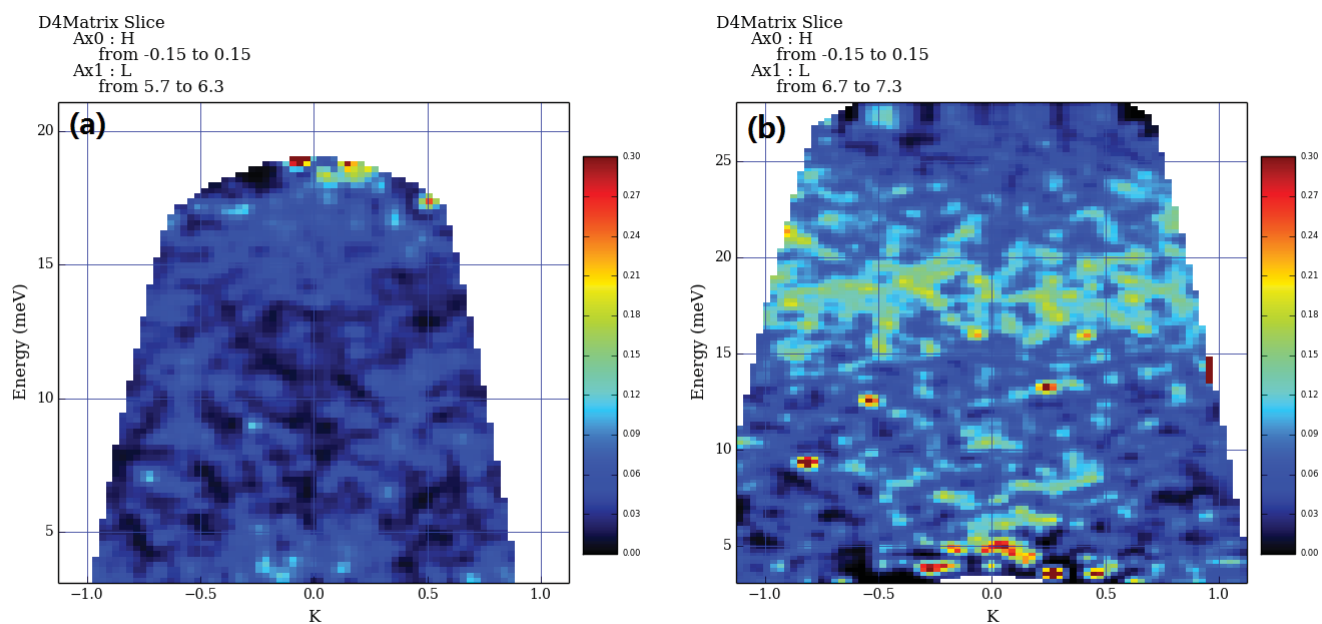 D4Matrix Slice
Ax0 : H
from -0.15 to 0.15
Ax1 : L
from 5.7 to 6.3
(a)
20
15
10
5
Energy (meV)
−1.0 −0.5 0.0 0.5 1.0
K
0.30
0.27
0.24
0.21
0.18
0.15
0.12
0.09
0.06
0.03
0.00
D4Matrix Slice
Ax0 : H
from -0.15 to 0.15
Ax1 : L
from 6.7 to 7.3
(b)
25
20
15
10
5
Energy (meV)
−1.0 −0.5 0.0 0.5 1.0
K
0.30
0.27
0.24
0.21
0.18
0.15
0.12
0.09
0.06
0.03
0.00